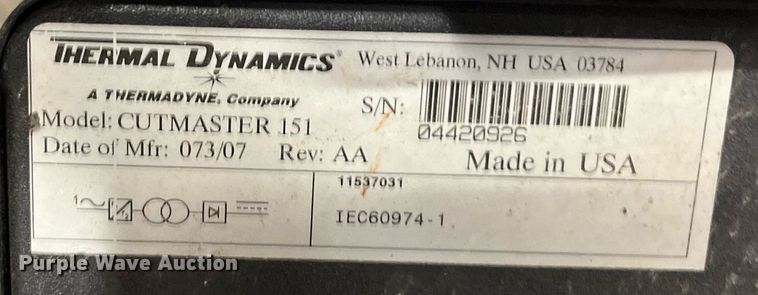 THERMAL DYNAMICS® West Lebanon, NH USA 03784
A THERMADYNE® Company
S/N:
04420926
Model: CUTMASTER 151
Date of Mfr: 073/07 Rev: AA
Made in USA
11537031
1~
IEC60974-1
Purple Wave Auction